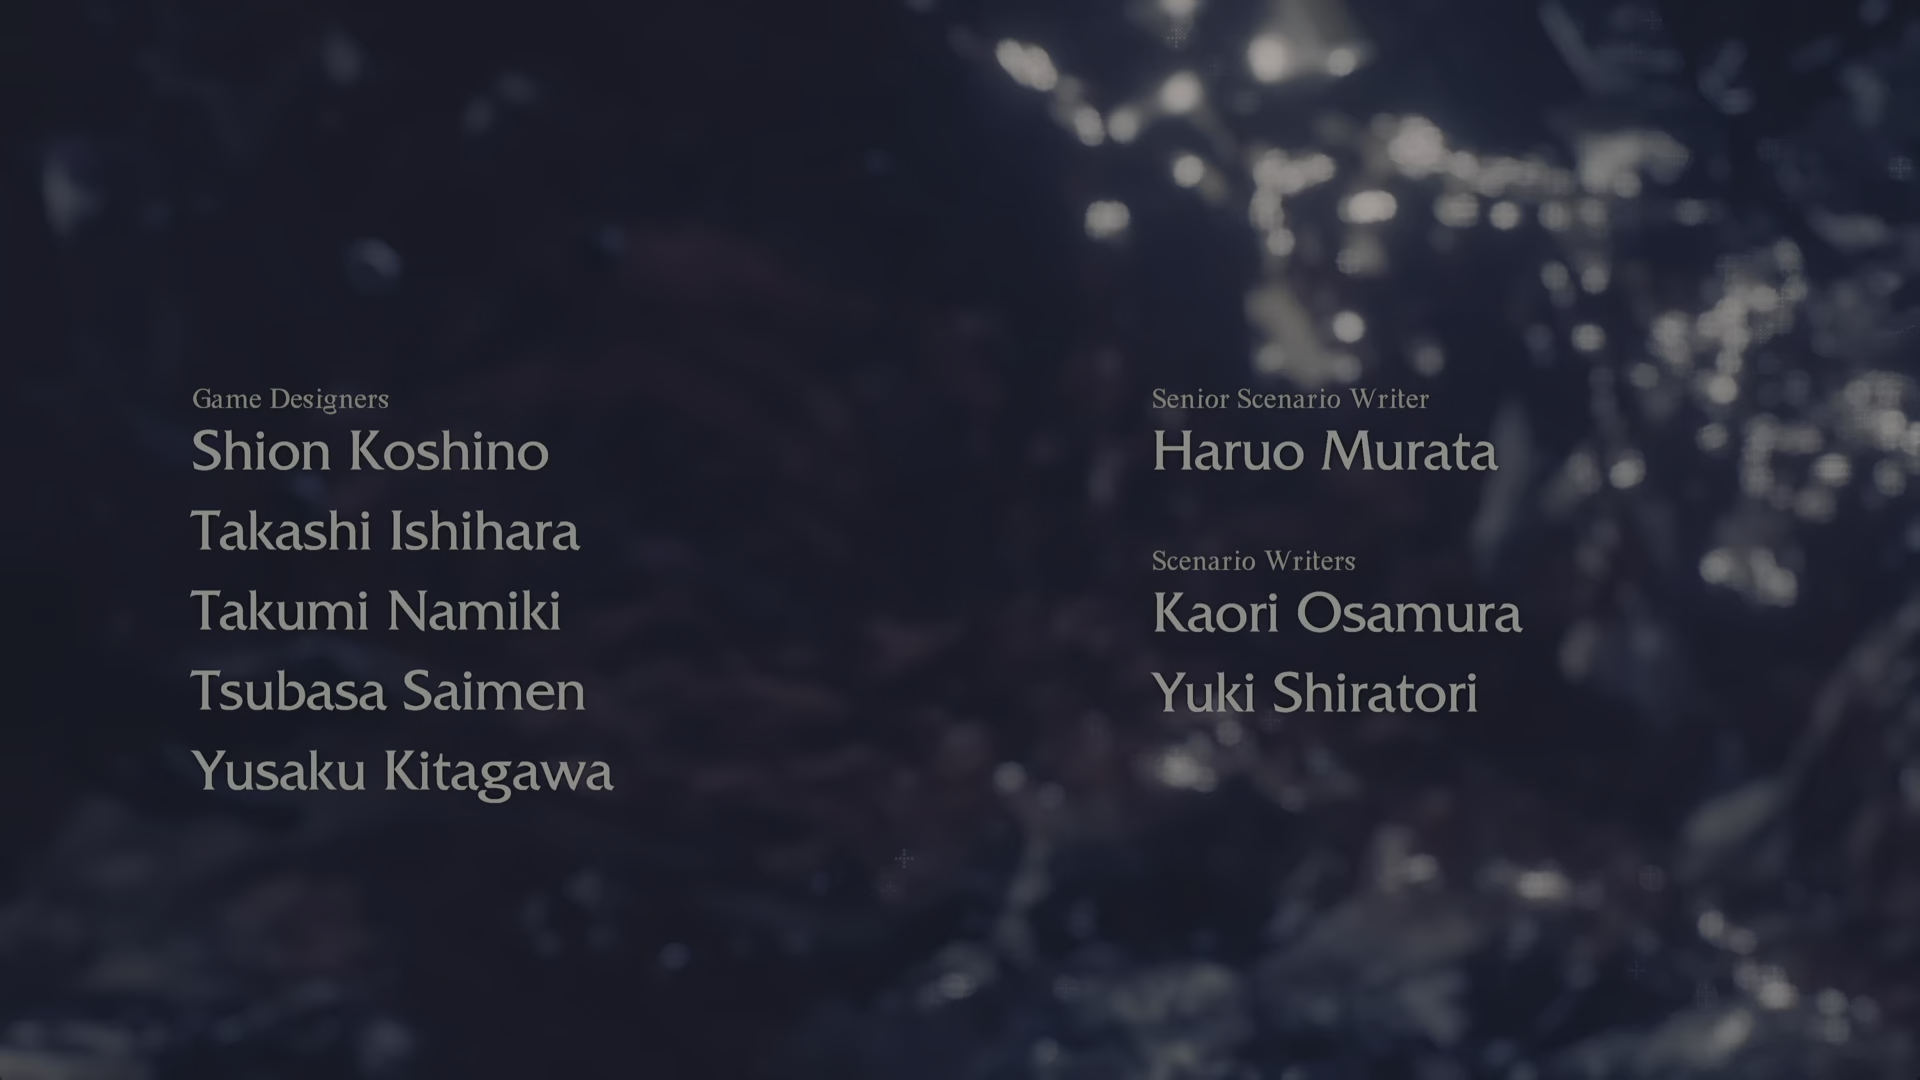 Game Designers
Shion Koshino
Takashi Ishihara
Takumi Namiki
Tsubasa Saimen
Yusaku Kitagawa
Senior Scenario Writer
Haruo Murata
Scenario Writers
Kaori Osamura
Yuki Shiratori